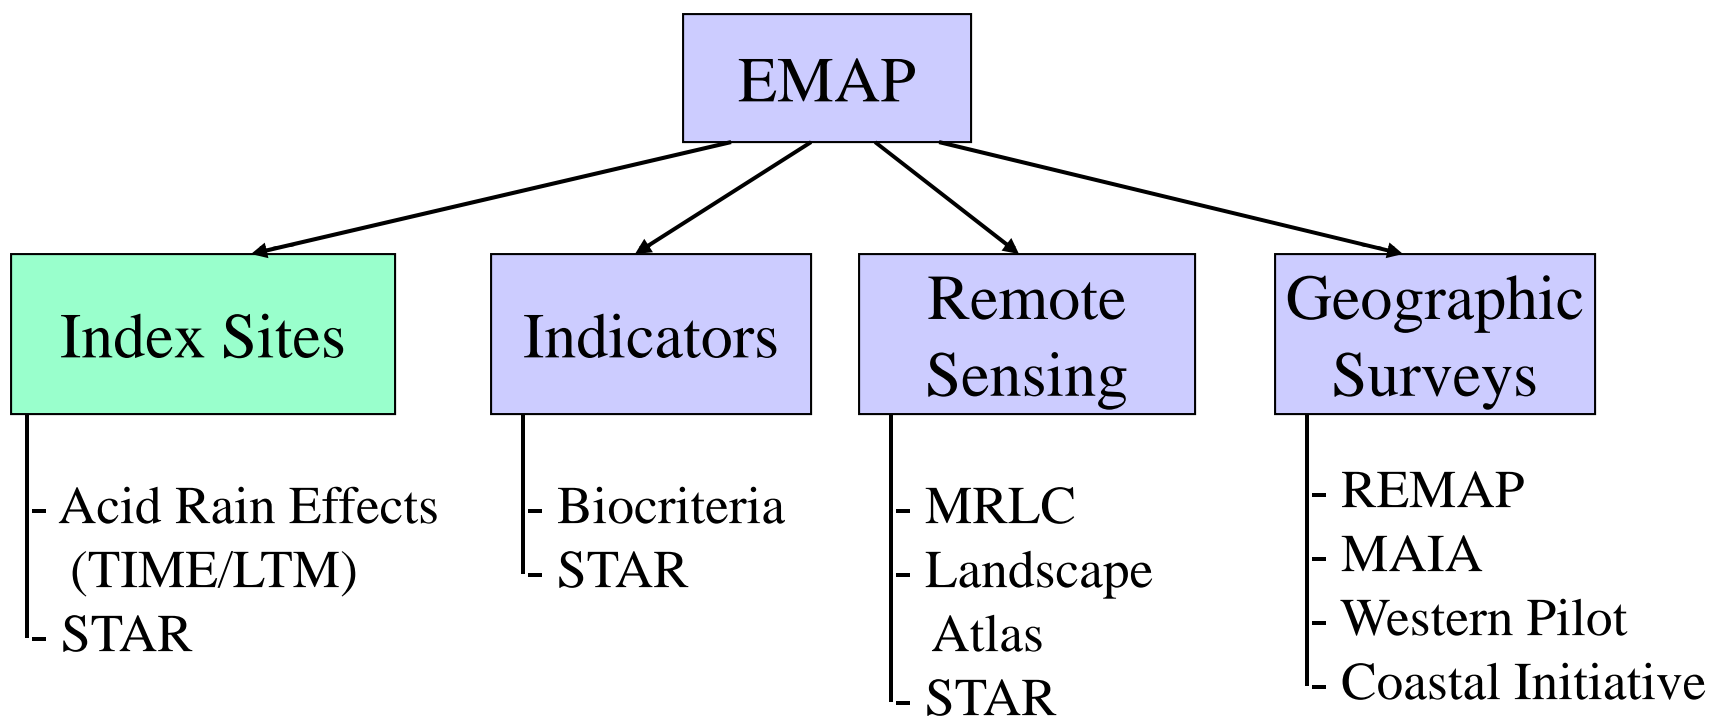 EMAP
Index Sites
- Acid Rain Effects
(TIME/LTM)
- STAR
Indicators
- Biocriteria
- STAR
Remote
Sensing
- MRLC
- Landscape
Atlas
- STAR
Geographic
Surveys
- REMAP
- MAIA
- Western Pilot
- Coastal Initiative